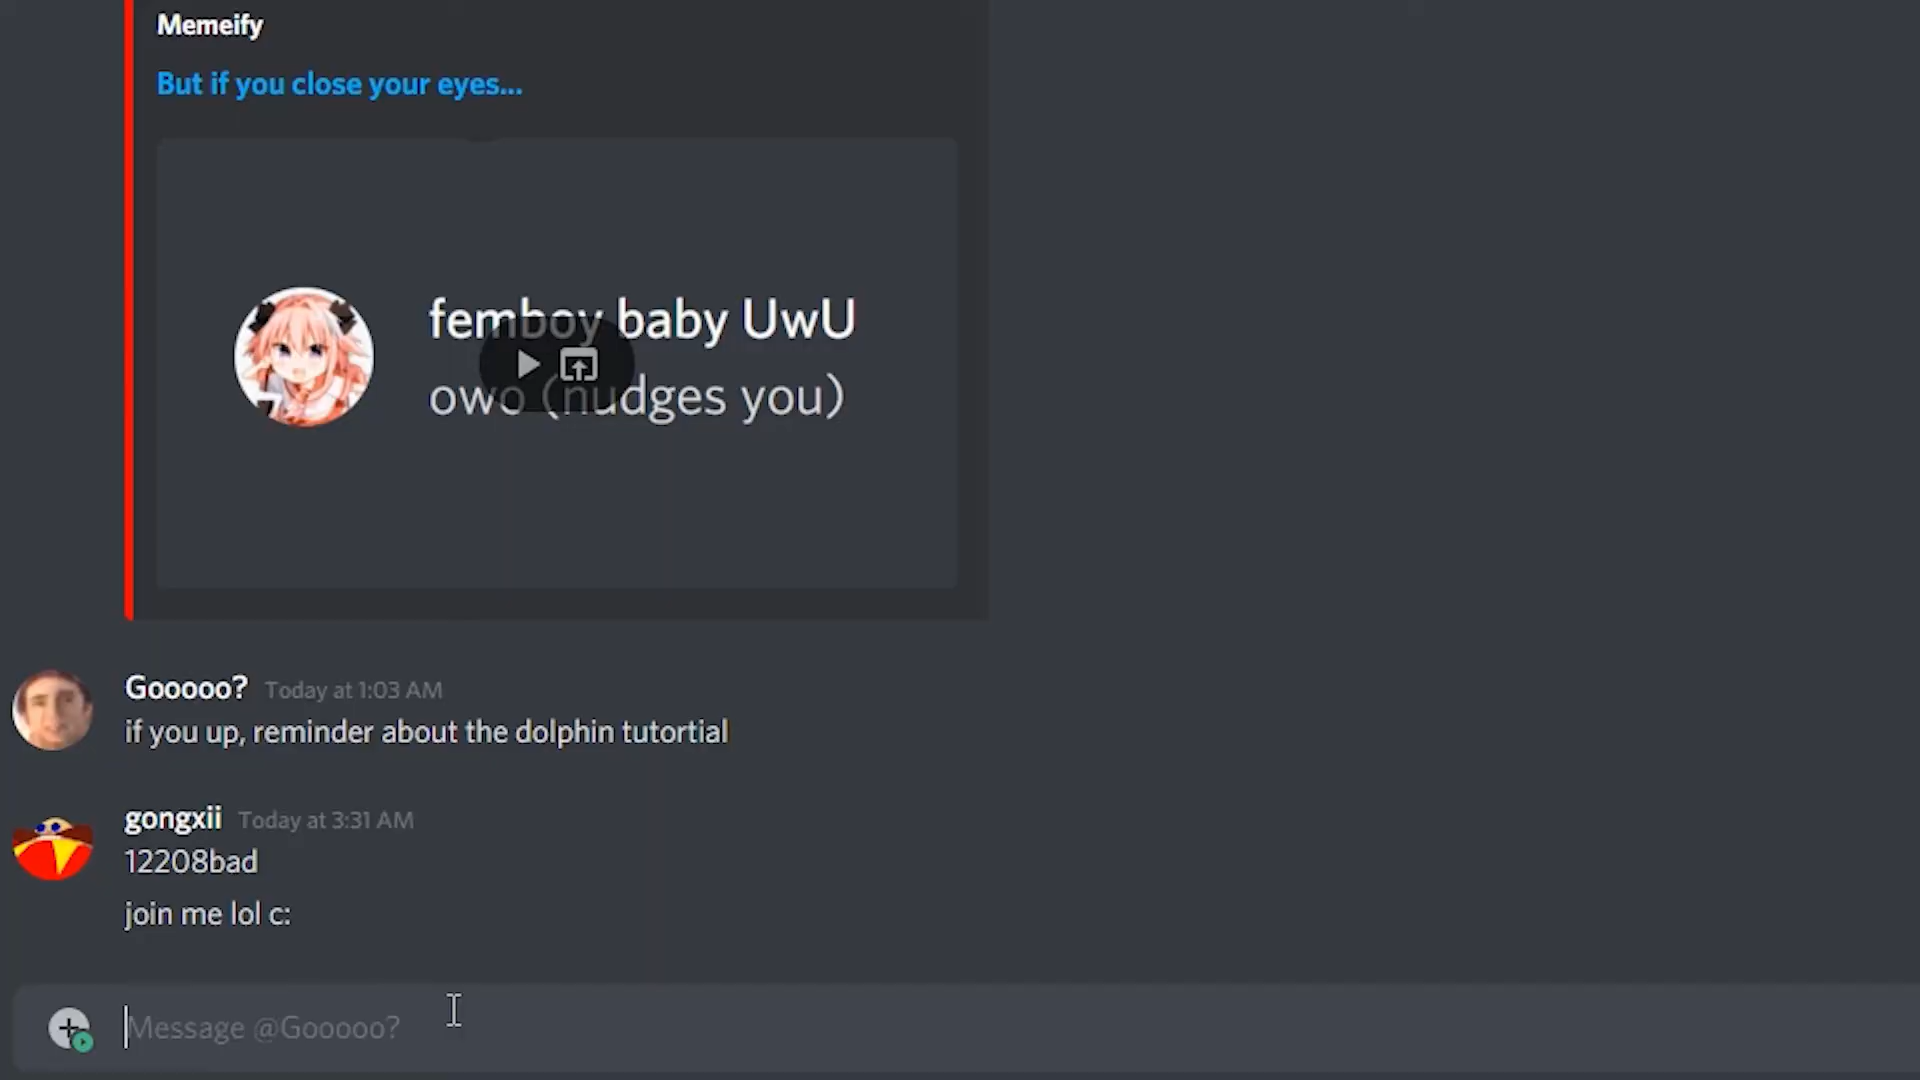 Memeify
But if you close your eyes...
femboy baby UwU
owo (nudges you)
Gooooo? Today at 1:03 AM
if you up, reminder about the dolphin tutortial
gongxii Today at 3:31 AM
12208bad
join me lol c:
Message @Gooooo?